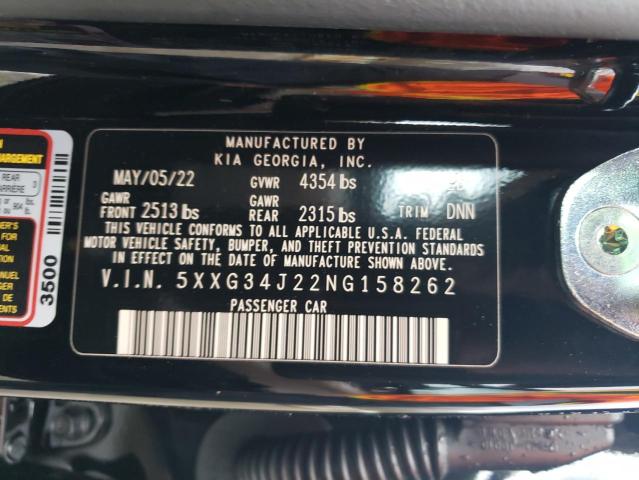 MANUFACTURED BY
KIA GEORGIA, INC.
MAY/05/22 GVWR 4354 lbs
GAWR FRONT 2513 lbs GAWR REAR 2315 lbs TRIM DNN
THIS VEHICLE CONFORMS TO ALL APPLICABLE U.S.A. FEDERAL
MOTOR VEHICLE SAFETY, BUMPER, AND THEFT PREVENTION STANDARDS
IN EFFECT ON THE DATE OF MANUFACTURE SHOWN ABOVE.
V.I.N. 5XXG34J22NG158262
PASSENGER CAR
REAR
3500